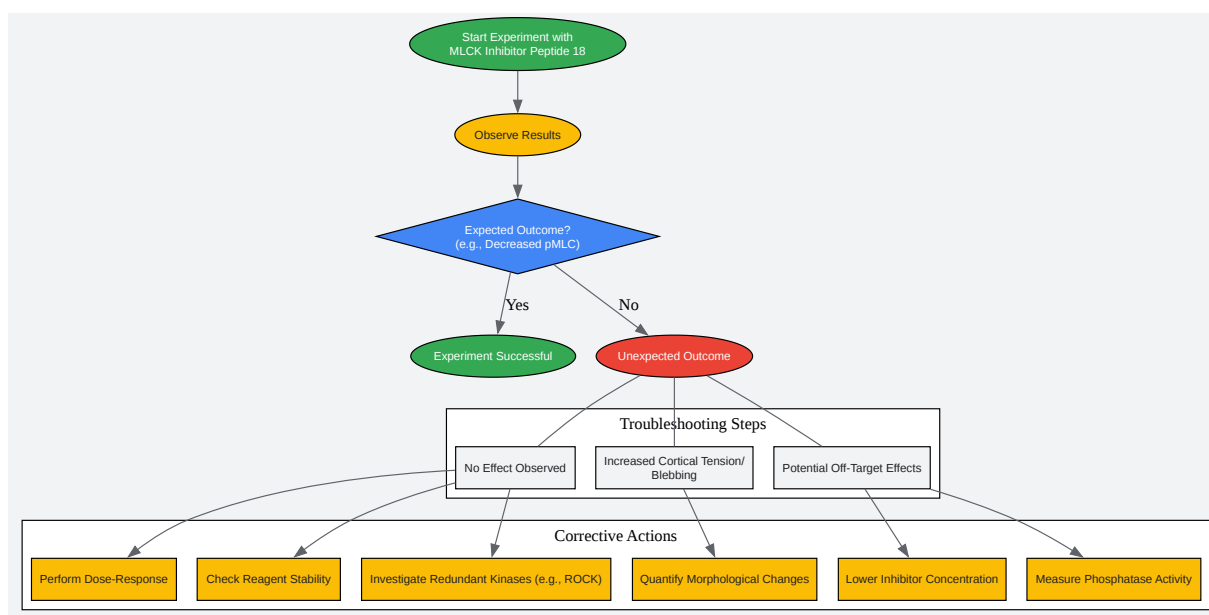 Start Experiment with
MLCK Inhibitor Peptide 18
Observe Results
Expected Outcome?
(e.g., Decreased pMLC)
Yes
No
Experiment Successful
Unexpected Outcome
Troubleshooting Steps
No Effect Observed
Increased Cortical Tension/
Blebbing
Potential Off-Target Effects
Corrective Actions
Perform Dose-Response
Check Reagent Stability
Investigate Redundant Kinases (e.g., ROCK)
Quantify Morphological Changes
Lower Inhibitor Concentration
Measure Phosphatase Activity